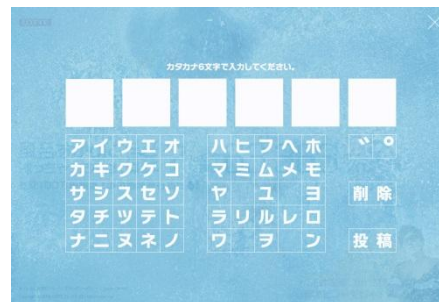 カタカナ6文字で入力してください。
アイウエオ ハヒフヘホ ゛゜
カキクケコ マミムメモ
サシスセソ ヤユヨ 削除
タチツテト ラリルレロ
ナニヌネノ ワヲン 投稿